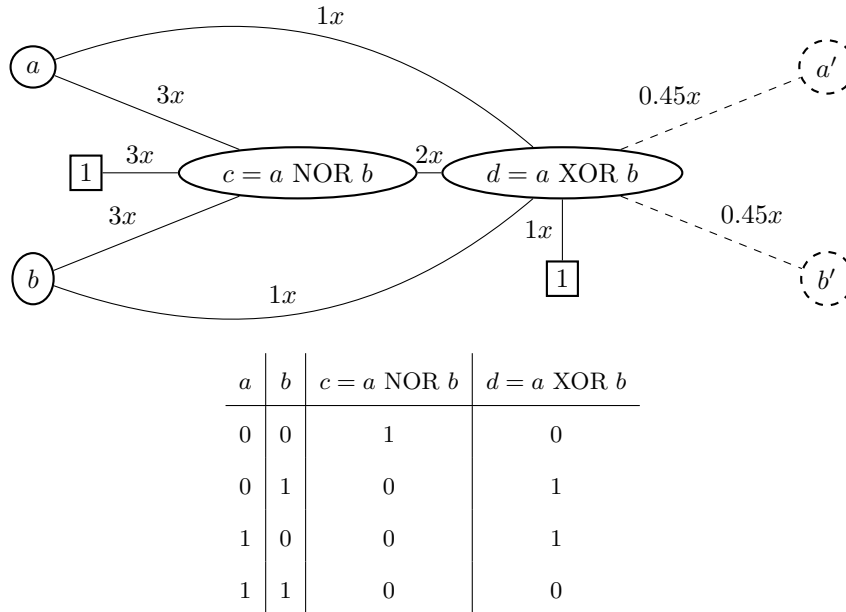 1x
a
a′
3x
0.45x
1
3x
c = a NOR b
2x
d = a XOR b
3x
0.45x
1x
b
1x
1
b′
a b c = a NOR b d = a XOR b
0 0 1 0
0 1 0 1
1 0 0 1
1 1 0 0